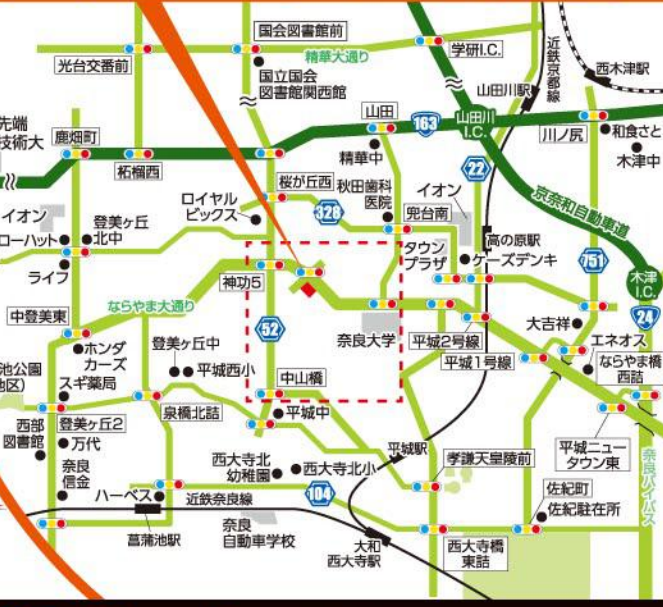 国会図書館前
光台交番前
精華大通り
学研I.C.
国立国会
図書館関西館
近鉄京都線
西木津駅
山田川駅
先端
技術大
鹿畑町
柘榴西
山田
163
山田川
I.C.
川ノ尻
和食さと
木津中
精華中
桜が丘西
秋田歯科
医院
22
京奈和自動車道
ロイヤル
ピックス
328
イオン
兜台南
イオン
登美ヶ丘
北中
ローハット
ライフ
タウン
プラザ
高の原駅
ケーズデンキ
751
木津
I.C.
神功5
ならやま大通り
中登美東
52
奈良大学
平城2号線
平城1号線
大吉祥
24
エネオス
ならやま橋
西詰
ホンダ
カーズ
登美ヶ丘中
平城西小
池公園
地区)
スギ薬局
中山橋
泉橋北詰
平城中
西部
図書館
登美ヶ丘2
万代
平城駅
孝謙天皇陵前
平城ニュー
タウン東
奈良バイパス
奈良
信金
西大寺北
幼稚園
西大寺北小
ハーベス
近鉄奈良線
104
佐紀町
佐紀駐在所
菖蒲池駅
奈良
自動車学校
大和
西大寺駅
西大寺橋
東詰